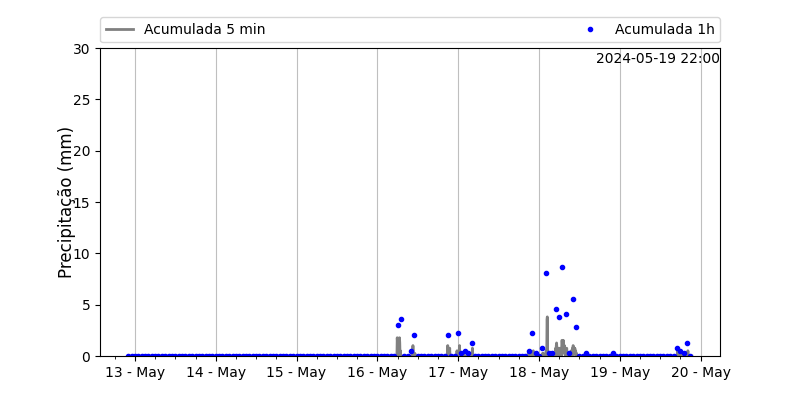 Acumulada 5 min Acumulada 1h
2024-05-19 22:00
Precipitação (mm)
30
25
20
15
10
5
0
13 - May 14 - May 15 - May 16 - May 17 - May 18 - May 19 - May 20 - May